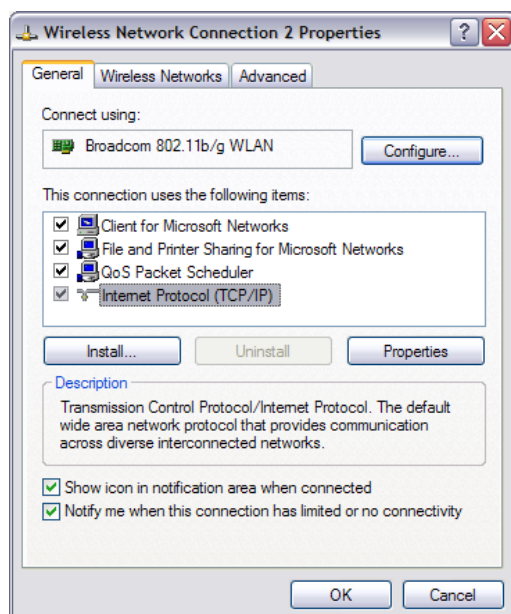 Wireless Network Connection 2 Properties
?
General Wireless Networks Advanced
Connect using:
Broadcom 802.11b/g WLAN Configure...
This connection uses the following items:
Client for Microsoft Networks
File and Printer Sharing for Microsoft Networks
QoS Packet Scheduler
Internet Protocol (TCP/IP)
Install... Uninstall Properties
Description
Transmission Control Protocol/Internet Protocol. The default
wide area network protocol that provides communication
across diverse interconnected networks.
Show icon in notification area when connected
Notify me when this connection has limited or no connectivity
OK Cancel